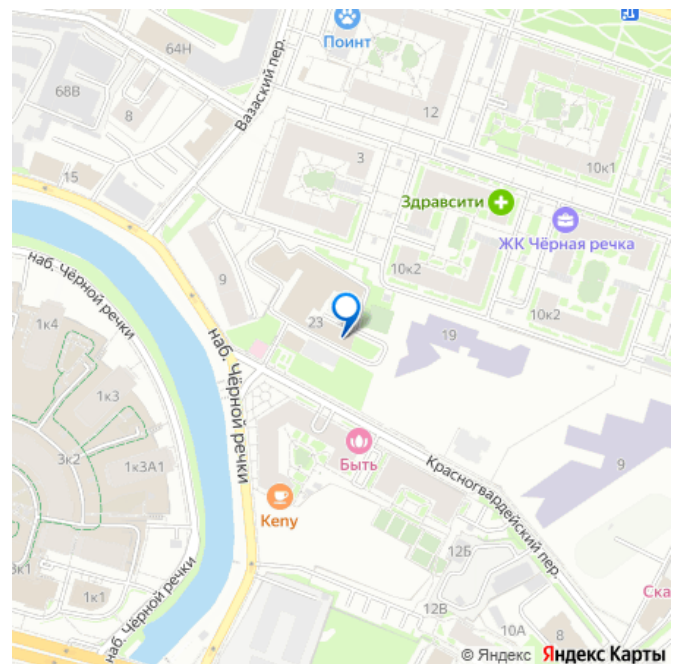 Поинт
64Н
Вазаский пер.
68В
8
12
3
10к1
15
Здравсити
ЖК Чёрная речка
наб. Чёрной речки
9
10к2
10к2
1к4
23
19
наб. Чёрной речки
1к3
3к2
1к3А1
Быть
Красногвардейский пер.
9
Кепу
12Б
наб. Чёрной речки
1к1
12В
10А
8
Ска
© Яндекс Яндекс Карты